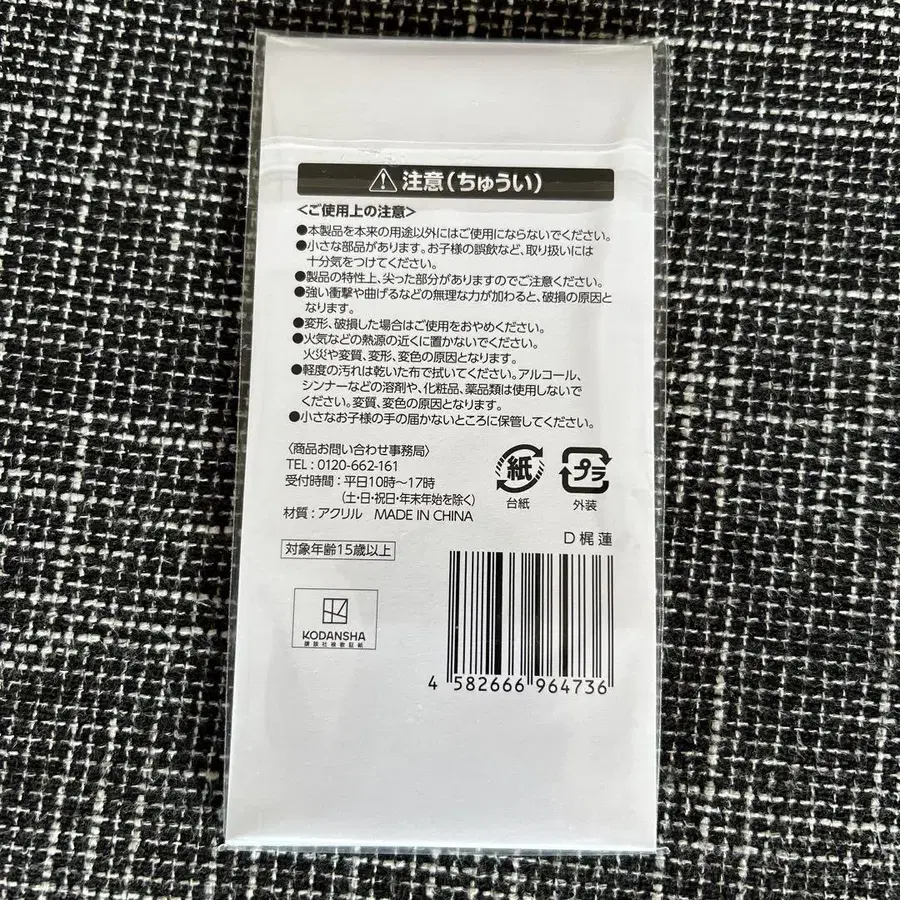 注意(ちゅうい)
<ご使用上の注意>
●本製品を本来の用途以外にはご使用にならないでください。
●小さな部品があります。お子様の誤飲など、取り扱いには
十分気をつけてください。
●製品の特性上、尖った部分がありますのでご注意ください。
●強い衝撃や曲げるなどの無理な力が加わると、破損の原因と
なります。
●変形、破損した場合はご使用をおやめください。
●火気などの熱源の近くに置かないでください。
火災や変質、変形、変色の原因となります。
●軽度の汚れは乾いた布で拭いてください。アルコール、
シンナーなどの溶剤や、化粧品、薬品類は使用しないで
ください。変質、変色の原因となります。
●小さなお子様の手の届かないところに保管してください。
〈商品お問い合わせ事務局〉
TEL:0120-662-161
受付時間:平日10時~17時
(土・日・祝日・年末年始を除く)
材質:アクリル MADE IN CHINA
紙
台紙
プラ
外装
D 梶 蓮
対象年齢15歳以上
KODANSHA
講談社検数証紙
4 582666 964736